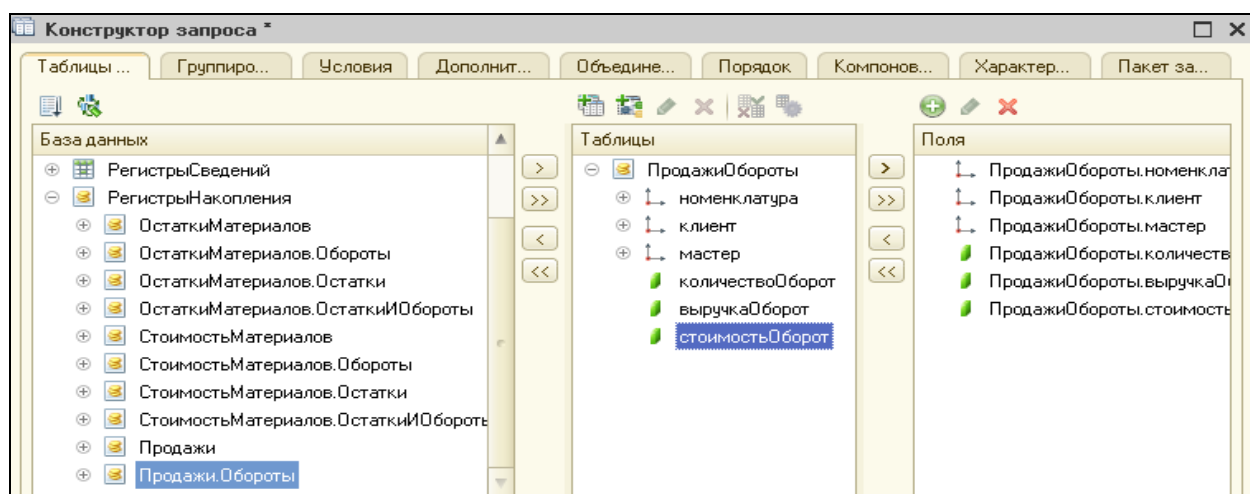 Конструктор запроса *
Таблицы ... Группиро... Условия Дополнит... Объедине... Порядок Компонов... Характер... Пакет за...
База данных
РегистрыСведений
РегистрыНакопления
ОстаткиМатериалов
ОстаткиМатериалов.Обороты
ОстаткиМатериалов.Остатки
ОстаткиМатериалов.ОстаткиИОбороты
СтоимостьМатериалов
СтоимостьМатериалов.Обороты
СтоимостьМатериалов.Остатки
СтоимостьМатериалов.ОстаткиИОбороты
Продажи
Продажи.Обороты
>
>>
<
<<
Таблицы
ПродажиОбороты
номенклатура
клиент
мастер
количествоОборот
выручкаОборот
стоимостьОборот
>
>>
<
<<
Поля
ПродажиОбороты.номенклат
ПродажиОбороты.клиент
ПродажиОбороты.мастер
ПродажиОбороты.количеств
ПродажиОбороты.выручкаО
ПродажиОбороты.стоимость